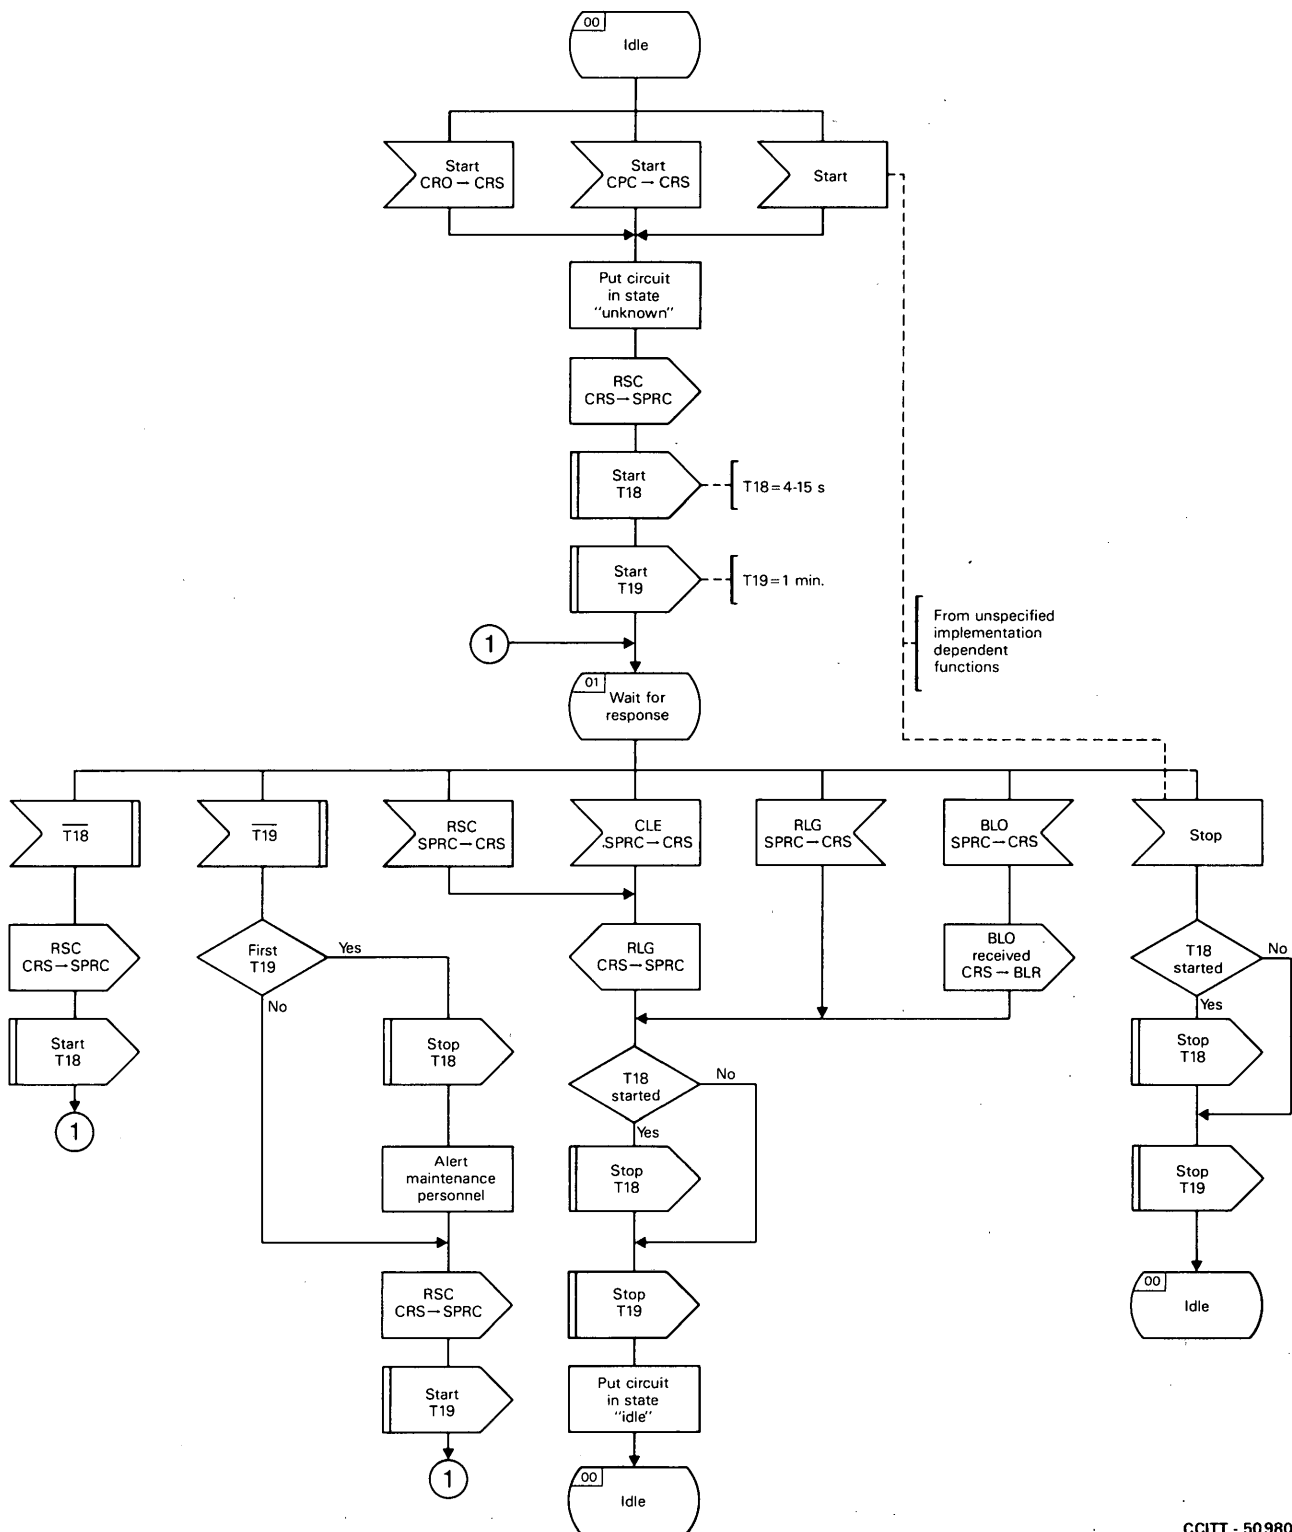 00
Idle
Start
CRO → CRS
Start
CPC → CRS
Start
Put circuit
in state
"unknown"
RSC
CRS → SPRC
Start
T18
T18 = 4-15 s
Start
T19
T19 = 1 min.
1
From unspecified
implementation
dependent
functions
01
Wait for
response
T18
T19
RSC
SPRC → CRS
CLE
SPRC → CRS
RLG
SPRC → CRS
BLO
SPRC → CRS
Stop
RSC
CRS → SPRC
First
T19
Yes
No
RLG
CRS → SPRC
BLO
received
CRS → BLR
T18
started
No
Yes
Start
T18
Stop
T18
T18
started
No
Yes
Stop
T18
1
Alert
maintenance
personnel
Stop
T18
Stop
T19
RSC
CRS → SPRC
Stop
T19
00
Idle
Start
T19
Put circuit
in state
"idle"
1
00
Idle
CCITT - 50980